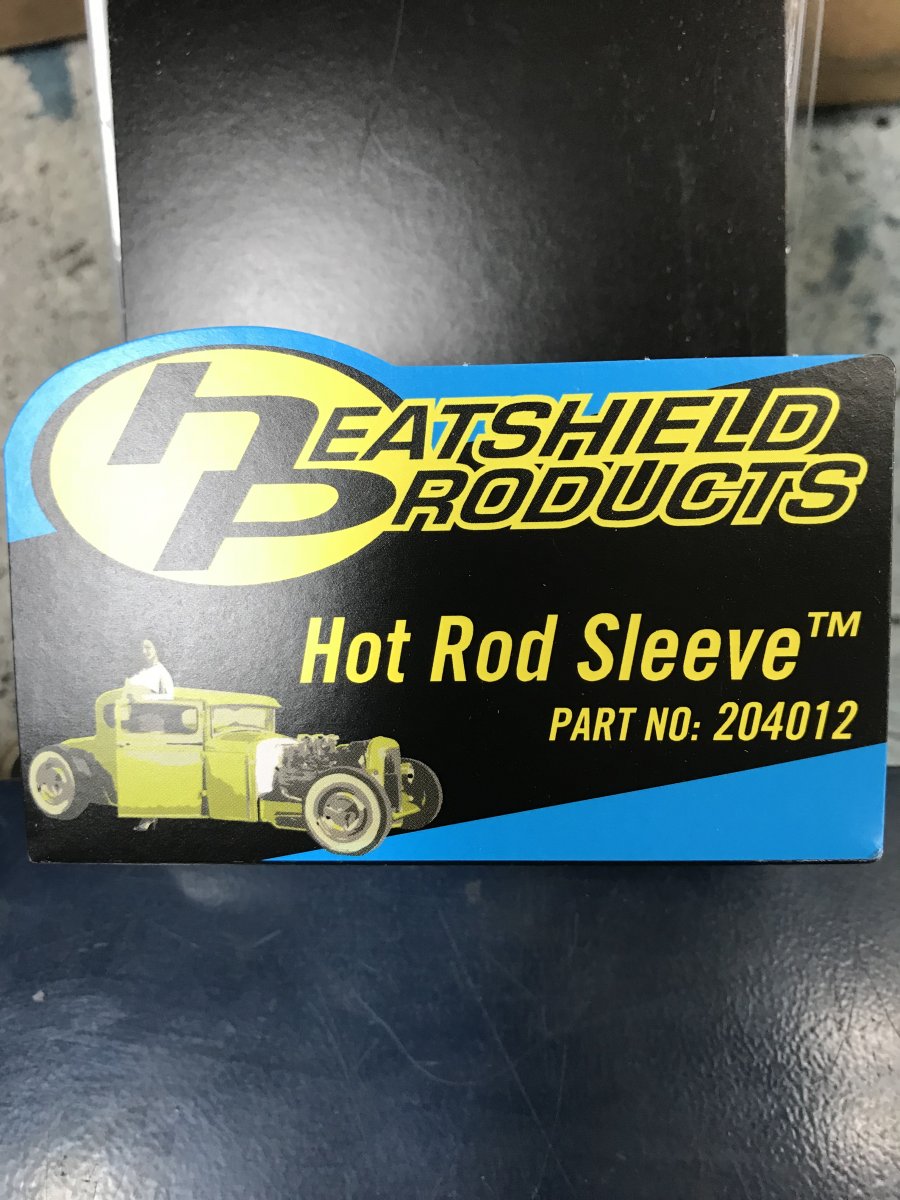 HEATSHIELD
PRODUCTS
Hot Rod Sleeve™
PART NO: 204012